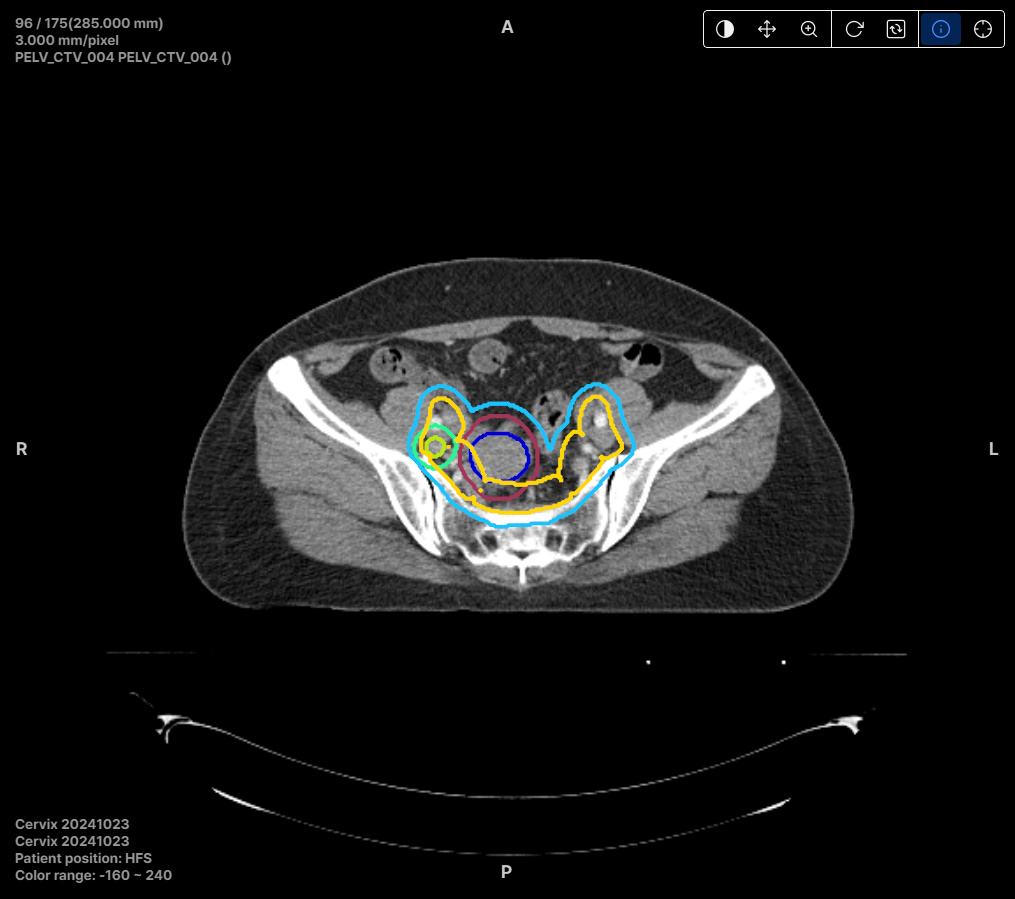 96 / 175(285.000 mm)
3.000 mm/pixel
PELV_CTV_004 PELV_CTV_004 ()
A
R
L
Cervix 20241023
Cervix 20241023
Patient position: HFS
Color range: -160 ~ 240
P